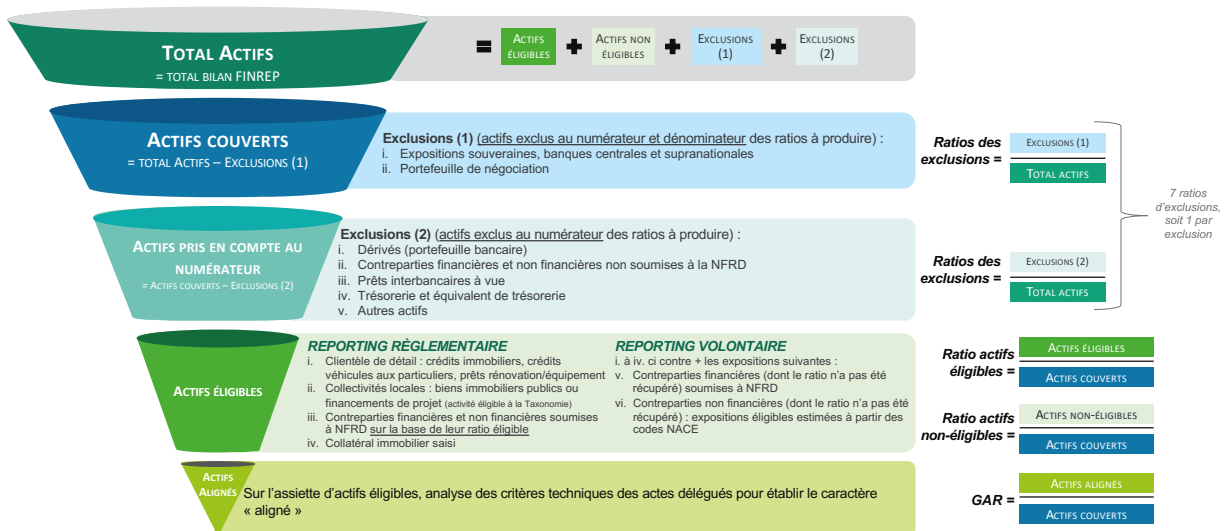 TOTAL ACTIFS
= TOTAL BILAN FINREP
= ACTIFS ÉLIGIBLES + ACTIFS NON ÉLIGIBLES + EXCLUSIONS (1) + EXCLUSIONS (2)
ACTIFS COUVERTS
= TOTAL ACTIFS – EXCLUSIONS (1)
Exclusions (1) (actifs exclus au numérateur et dénominateur des ratios à produire) :
i. Expositions souveraines, banques centrales et supranationales
ii. Portefeuille de négociation
Ratios des
exclusions =
EXCLUSIONS (1)
TOTAL ACTIFS
7 ratios
d'exclusions,
soit 1 par
exclusion
ACTIFS PRIS EN COMPTE AU
NUMÉRATEUR
= ACTIFS COUVERTS – EXCLUSIONS (2)
Exclusions (2) (actifs exclus au numérateur des ratios à produire) :
i. Dérivés (portefeuille bancaire)
ii. Contreparties financières et non financières non soumises à la NFRD
iii. Prêts interbancaires à vue
iv. Trésorerie et équivalent de trésorerie
v. Autres actifs
Ratios des
exclusions =
EXCLUSIONS (2)
TOTAL ACTIFS
ACTIFS ÉLIGIBLES
REPORTING RÈGLEMENTAIRE
i. Clientèle de détail : crédits immobiliers, crédits
véhicules aux particuliers, prêts rénovation/équipement
ii. Collectivités locales : biens immobiliers publics ou
financements de projet (activité éligible à la Taxonomie)
iii. Contreparties financières et non financières soumises
à NFRD sur la base de leur ratio éligible
iv. Collatéral immobilier saisi
REPORTING VOLONTAIRE
i. à iv. ci contre + les expositions suivantes :
v. Contreparties financières (dont le ratio n'a pas été
récupéré) soumises à NFRD
vi. Contreparties non financières (dont le ratio n'a pas été
récupéré) : expositions éligibles estimées à partir des
codes NACE
Ratio actifs
éligibles =
ACTIFS ÉLIGIBLES
ACTIFS COUVERTS
Ratio actifs
non-éligibles =
ACTIFS NON-ÉLIGIBLES
ACTIFS COUVERTS
ACTIFS
ALIGNÉS
Sur l'assiette d'actifs éligibles, analyse des critères techniques des actes délégués pour établir le caractère
« aligné »
GAR =
ACTIFS ALIGNÉS
ACTIFS COUVERTS